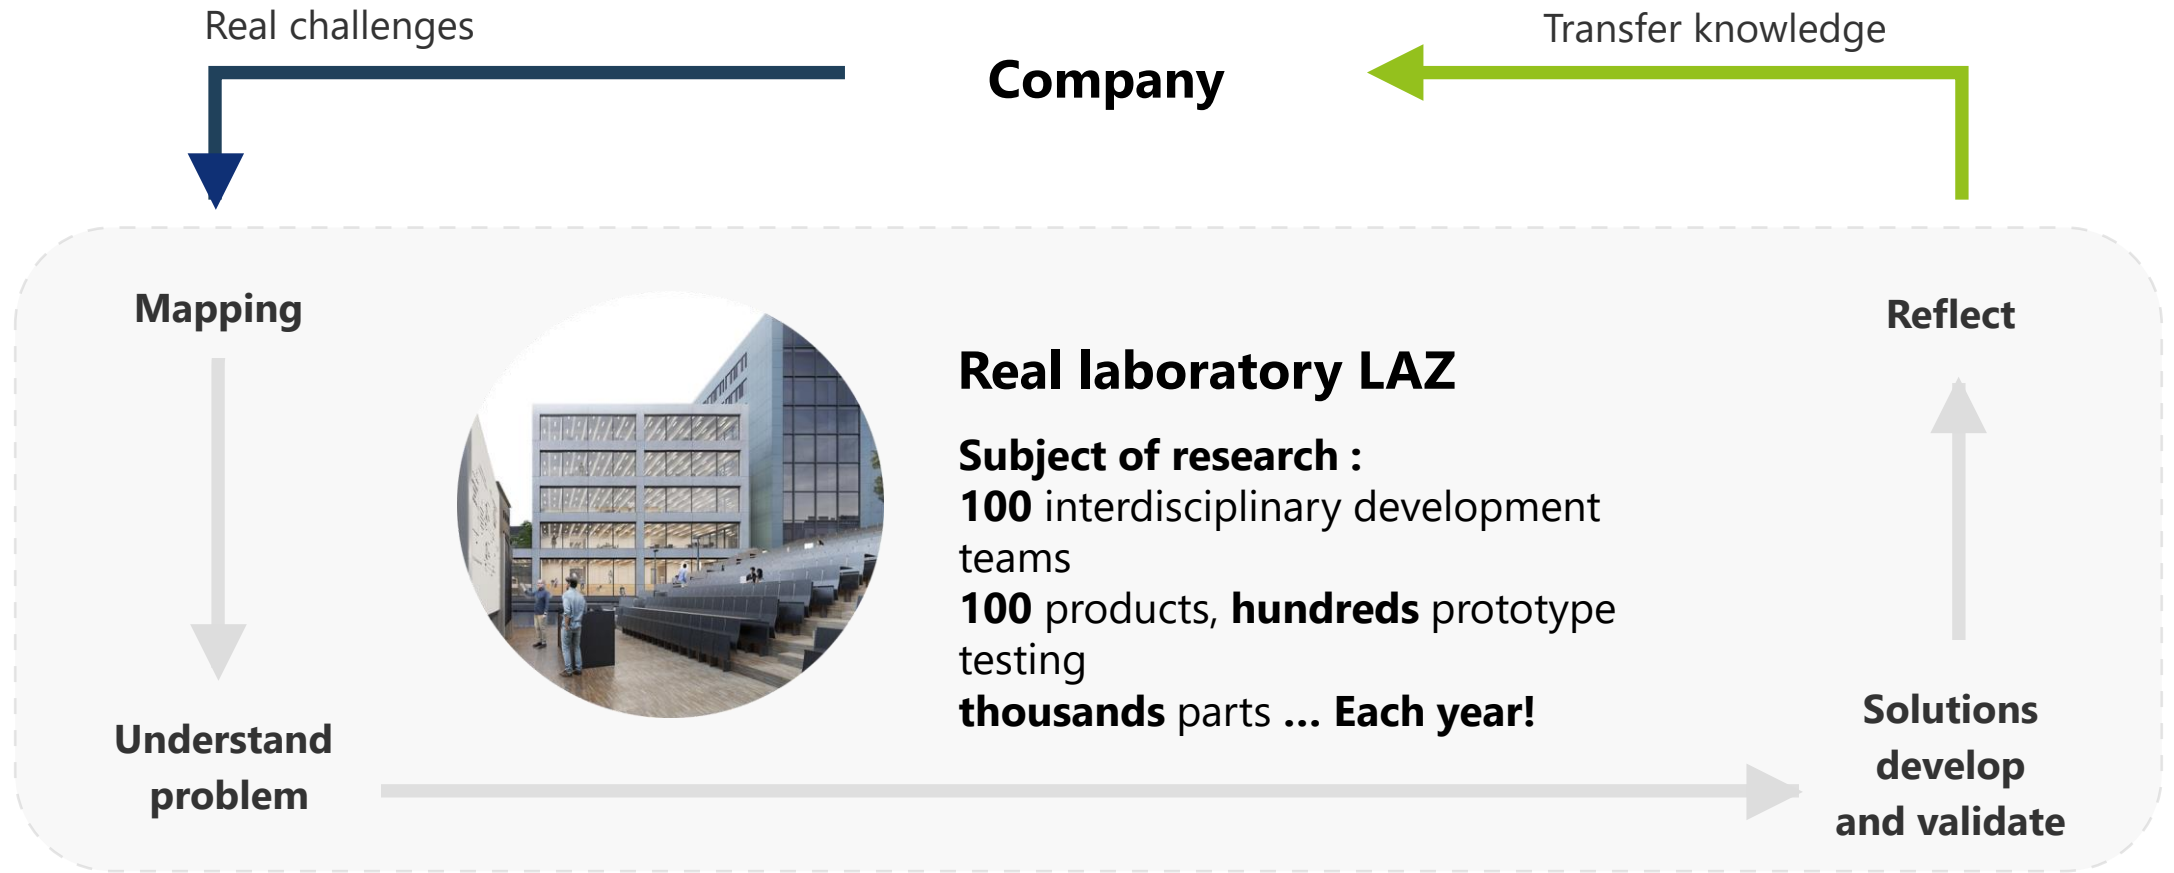 Real challenges
Transfer knowledge
Company
Mapping
Reflect
Real laboratory LAZ
Subject of research :
100 interdisciplinary development
teams
100 products, hundreds prototype
testing
thousands parts ... Each year!
Understand
problem
Solutions
develop
and validate